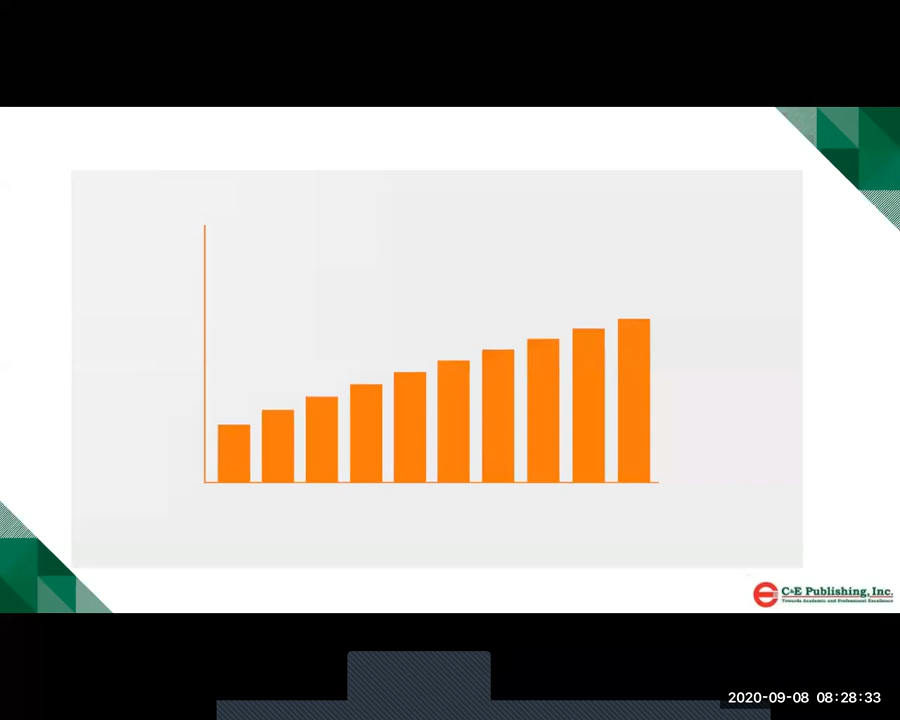 C&E Publishing, Inc.
Towards Academic and Professional Excellence
2020-09-08 08:28:33